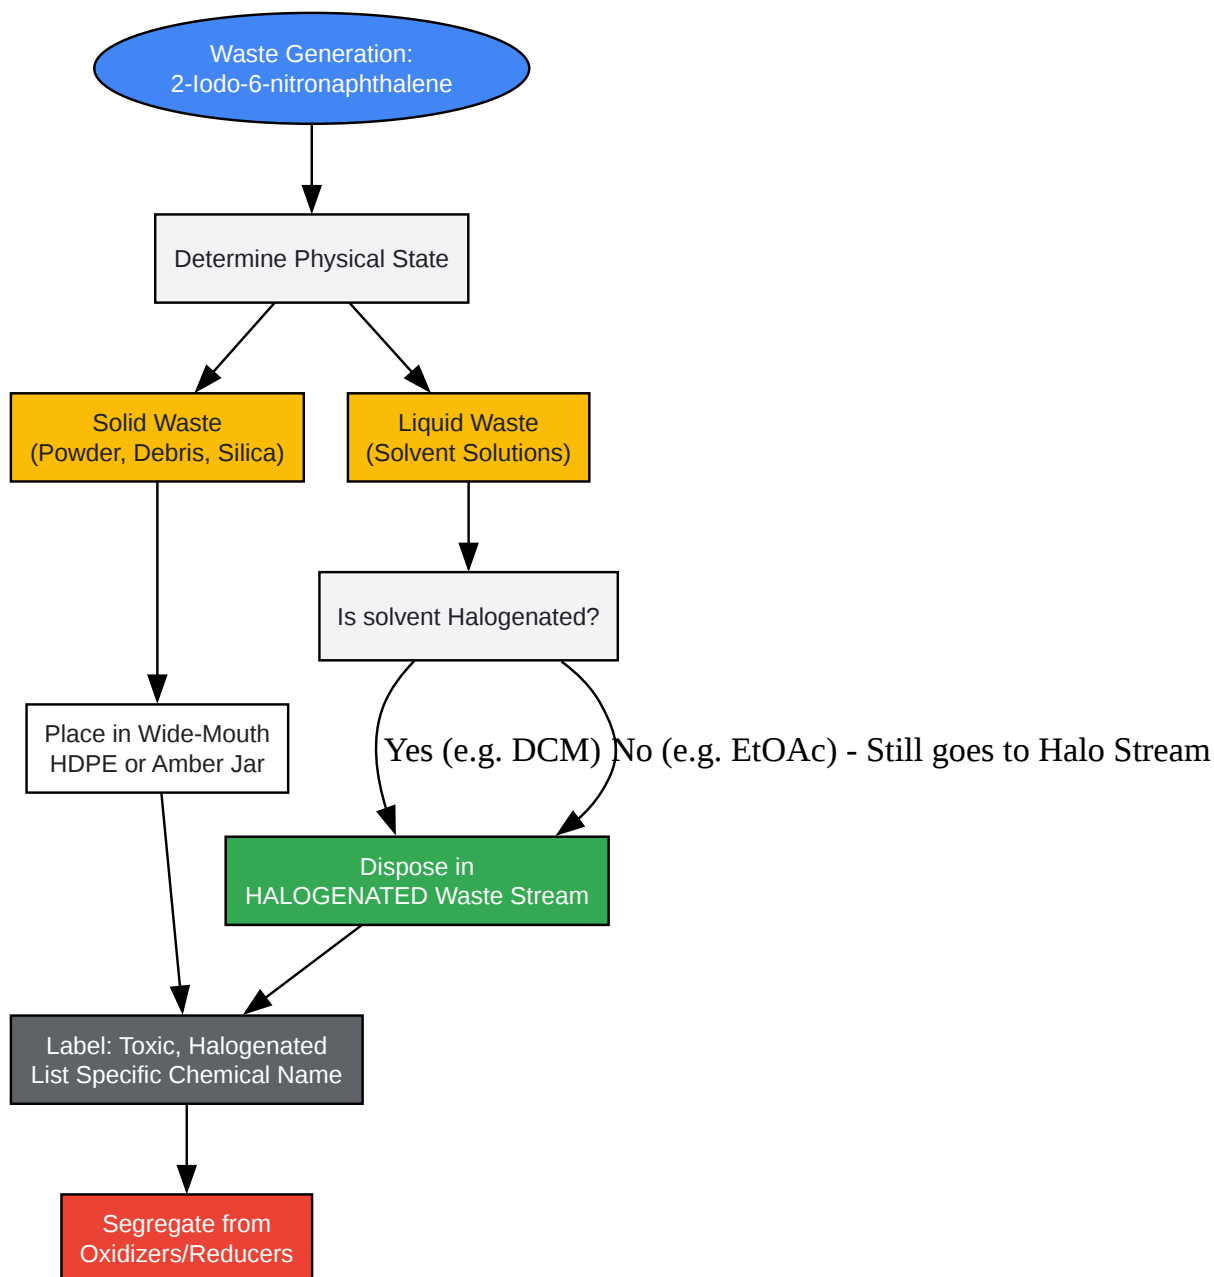 Waste Generation:
2-Iodo-6-nitronaphthalene
Determine Physical State
Solid Waste
(Powder, Debris, Silica)
Liquid Waste
(Solvent Solutions)
Is solvent Halogenated?
Place in Wide-Mouth
HDPE or Amber Jar
Yes (e.g. DCM)
No (e.g. EtOAc) - Still goes to Halo Stream
Dispose in
HALOGENATED Waste Stream
Label: Toxic, Halogenated
List Specific Chemical Name
Segregate from
Oxidizers/Reducers